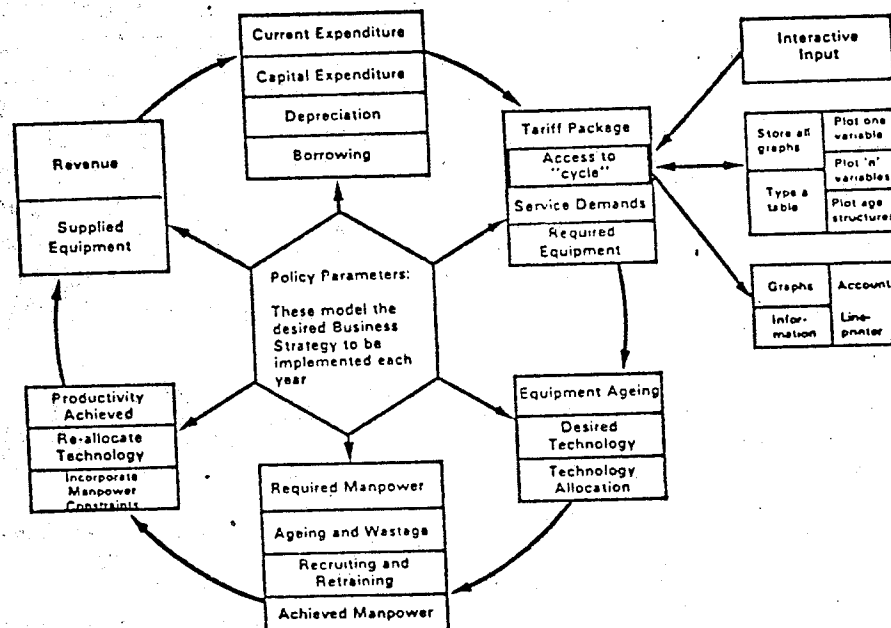 Current Expenditure
Capital Expenditure
Depreciation
Borrowing
Interactive
Input
Tariff Package
Access to
"cycle"
Service Demands
Required
Equipment
Store all
graphs
Type a
table
Plot one
variable
Plot 'n'
variables
Plot age
structures
Graphs
Account
Infor-
mation
Line-
printer
Revenue
Supplied
Equipment
Policy Parameters:
These model the
desired Business
Strategy to be
implemented each
year
Equipment Ageing
Desired
Technology
Technology
Allocation
Productivity
Achieved
Re-allocate
Technology
Incorporate
Manpower
Constraints
Required Manpower
Ageing and Wastage
Recruiting and
Retraining
Achieved Manpower